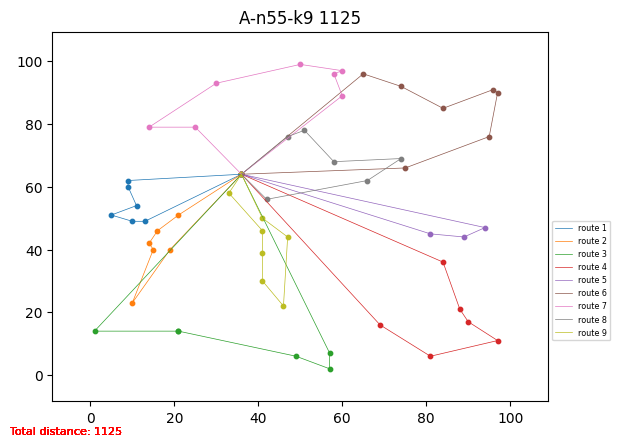 A-n55-k9 1125
100
80
60
40
20
0
0 20 40 60 80 100
route 1
route 2
route 3
route 4
route 5
route 6
route 7
route 8
route 9
Total distance: 1125